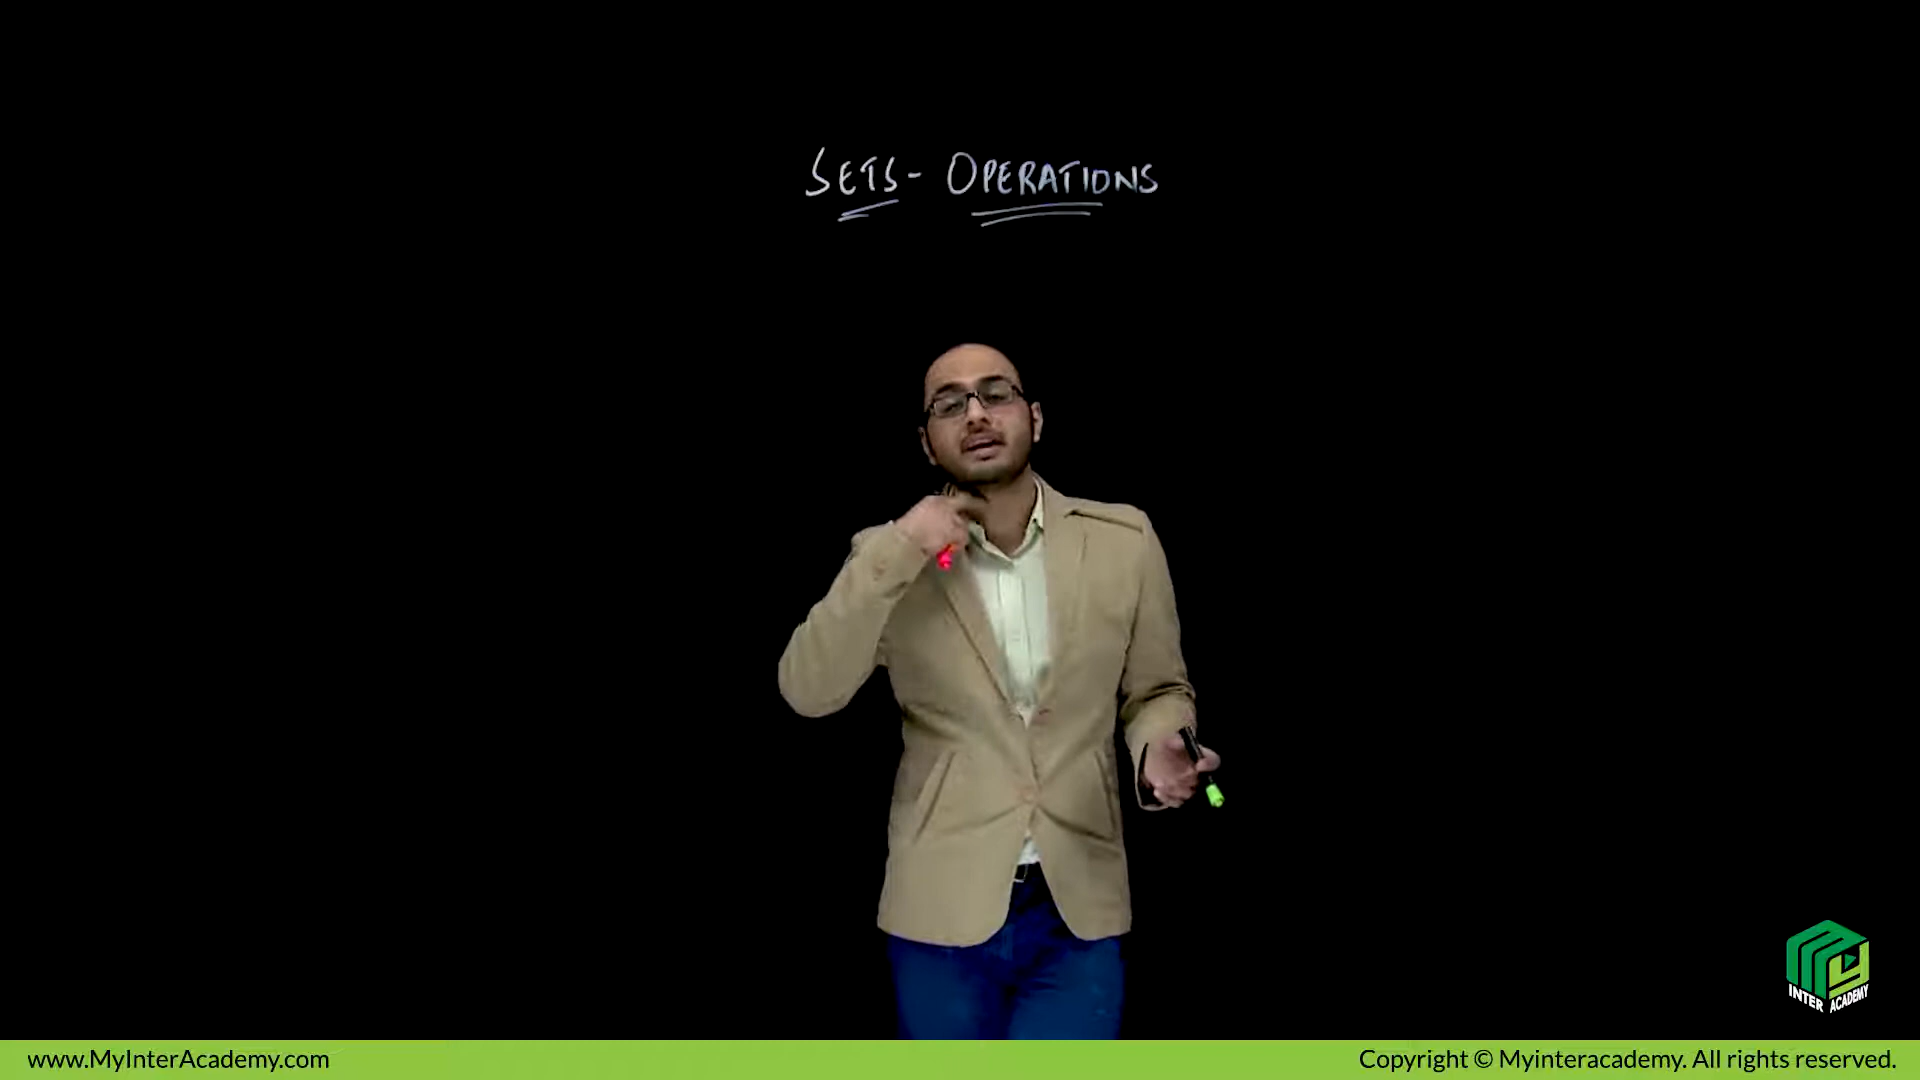 SETS - OPERATIONS
INTER ACADEMY
www.MyInterAcademy.com
Copyright © Myinteracademy. All rights reserved.